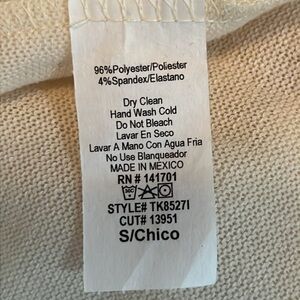 96%Polyester/Poliester
4%Spandex/Elastano
Dry Clean
Hand Wash Cold
Do Not Bleach
Lavar En Seco
Lavar A Mano Con Agua Fria
No Use Blanqueador
MADE IN MEXICO
RN # 141701
STYLE# TK8527I
CUT# 13951
S/Chico